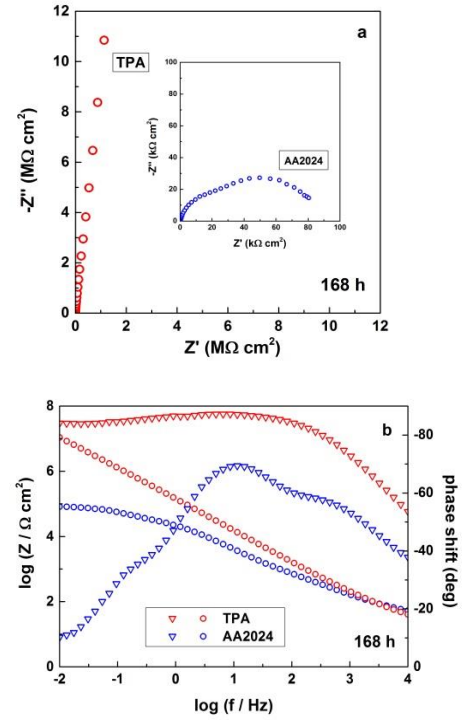 a
12
10
8
6
4
2
0
-Z'' (MΩ cm²)
TPA
100
80
60
40
20
0
-Z'' (kΩ cm²)
AA2024
0 20 40 60 80 100
Z' (kΩ cm²)
168 h
0 2 4 6 8 10 12
Z' (MΩ cm²)
b
8
6
4
2
0
log (Z / Ω cm²)
-80
-60
-40
-20
0
phase shift (deg)
TPA
AA2024
168 h
-2 -1 0 1 2 3 4
log (f / Hz)